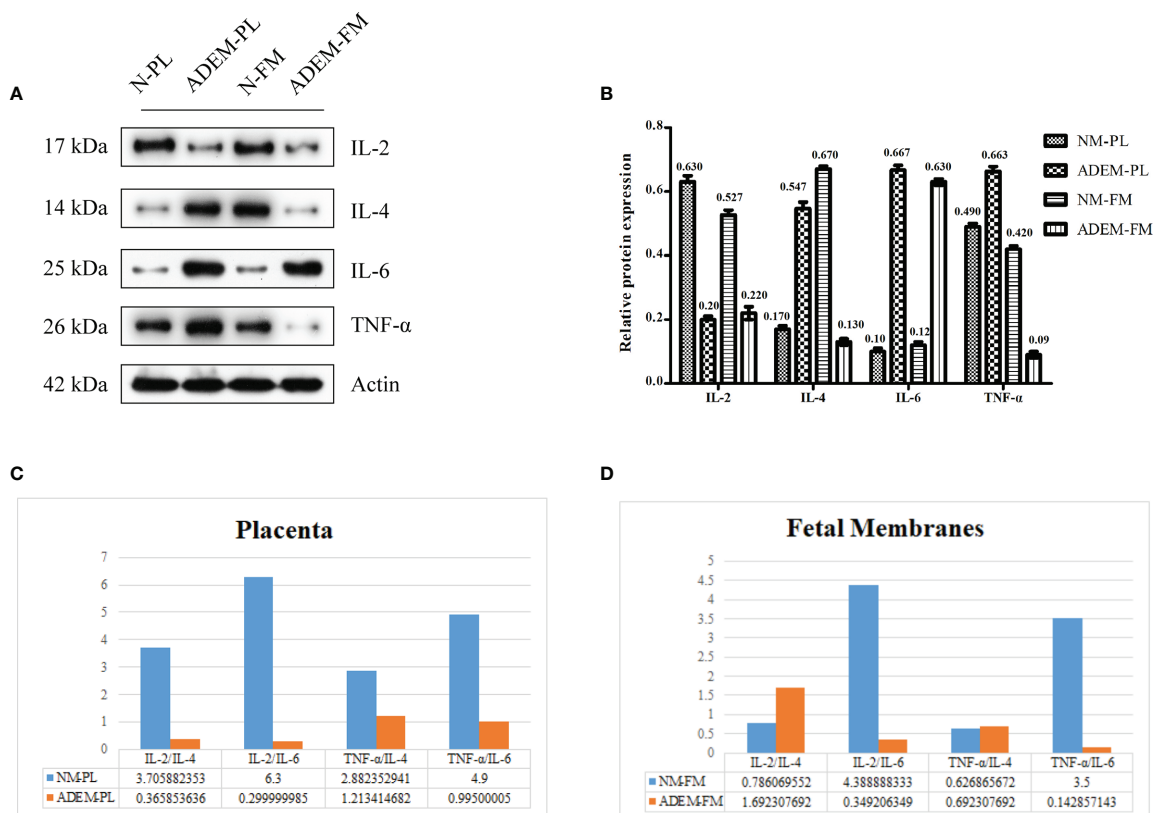 A
N-PL
ADEM-PL
N-FM
ADEM-FM
17 kDa IL-2
14 kDa IL-4
25 kDa IL-6
26 kDa TNF-α
42 kDa Actin
B
Relative protein expression
0.8
0.6
0.4
0.2
0.0
0.630 0.20 0.527 0.220
0.170 0.547 0.670 0.130
0.10 0.667 0.12 0.630
0.490 0.663 0.420 0.09
IL-2 IL-4 IL-6 TNF-α
NM-PL
ADEM-PL
NM-FM
ADEM-FM
C
Placenta
7
6
5
4
3
2
1
0
IL-2/IL-4 IL-2/IL-6 TNF-α/IL-4 TNF-α/IL-6
NM-PL 3.705882353 6.3 2.882352941 4.9
ADEM-PL 0.365853636 0.299999985 1.213414682 0.99500005
D
Fetal Membranes
5
4.5
4
3.5
3
2.5
2
1.5
1
0.5
0
IL-2/IL-4 IL-2/IL-6 TNF-α/IL-4 TNF-α/IL-6
NM-FM 0.786069552 4.388888333 0.626865672 3.5
ADEM-FM 1.692307692 0.349206349 0.692307692 0.142857143